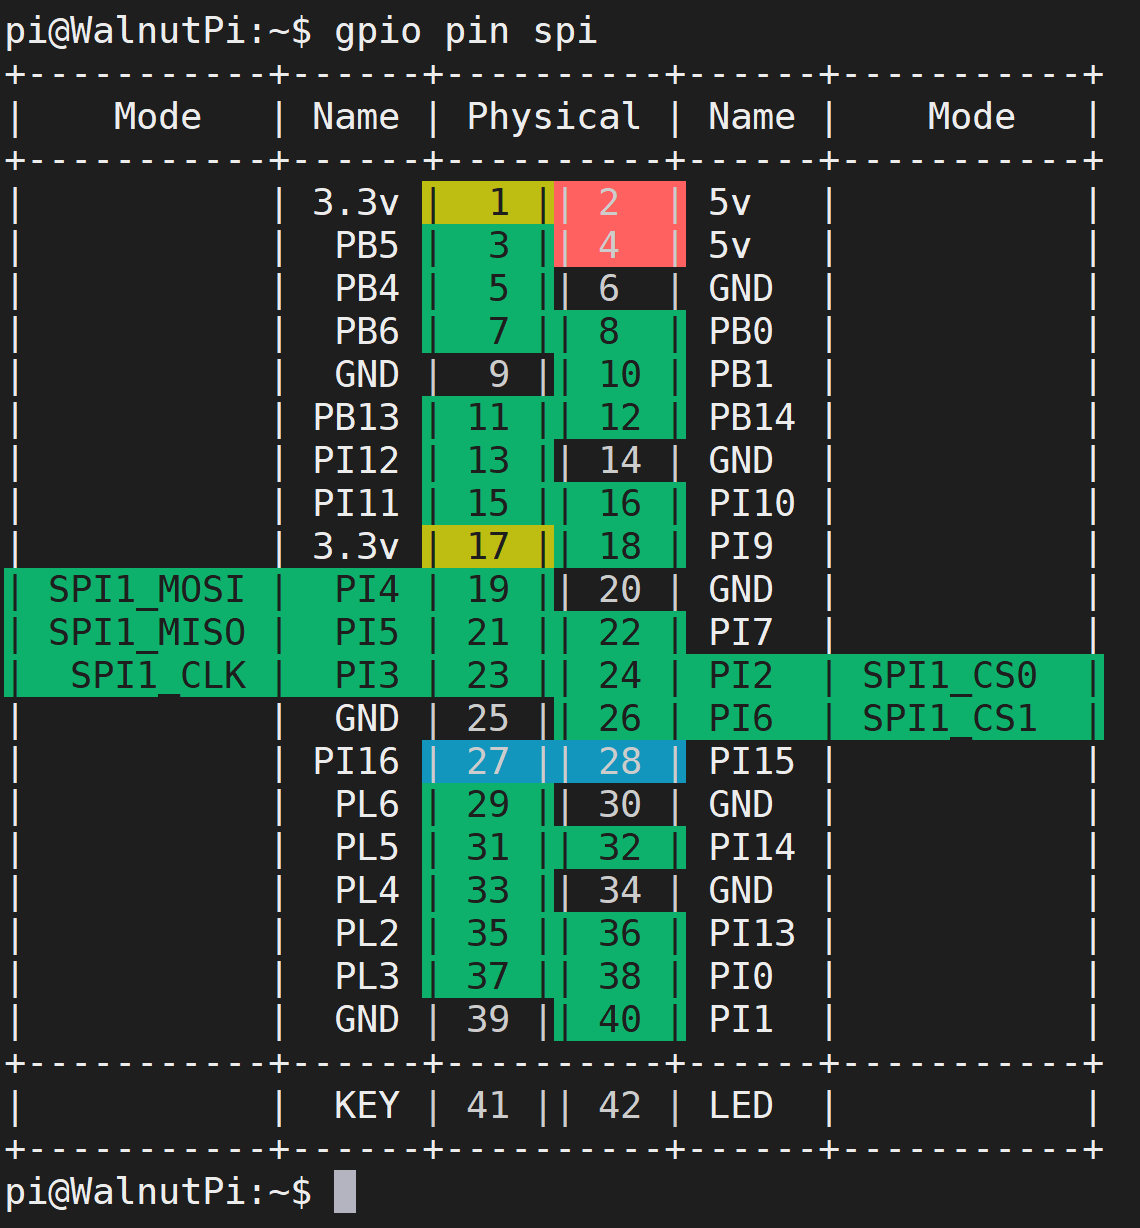 pi@WalnutPi:~$ gpio pin spi
+-----------+------+----------+------+-----------+
|    Mode   | Name | Physical | Name |    Mode   |
+-----------+------+----------+------+-----------+
|           | 3.3v |  1 || 2  | 5v   |           |
|           |  PB5 |  3 || 4  | 5v   |           |
|           |  PB4 |  5 || 6  | GND  |           |
|           |  PB6 |  7 || 8  | PB0  |           |
|           |  GND |  9 || 10 | PB1  |           |
|           | PB13 | 11 || 12 | PB14 |           |
|           | PI12 | 13 || 14 | GND  |           |
|           | PI11 | 15 || 16 | PI10 |           |
|           | 3.3v | 17 || 18 | PI9  |           |
| SPI1_MOSI |  PI4 | 19 || 20 | GND  |           |
| SPI1_MISO |  PI5 | 21 || 22 | PI7  |           |
|  SPI1_CLK |  PI3 | 23 || 24 | PI2  | SPI1_CS0  |
|           |  GND | 25 || 26 | PI6  | SPI1_CS1  |
|           | PI16 | 27 || 28 | PI15 |           |
|           |  PL6 | 29 || 30 | GND  |           |
|           |  PL5 | 31 || 32 | PI14 |           |
|           |  PL4 | 33 || 34 | GND  |           |
|           |  PL2 | 35 || 36 | PI13 |           |
|           |  PL3 | 37 || 38 | PI0  |           |
|           |  GND | 39 || 40 | PI1  |           |
+-----------+------+----------+------+-----------+
|           |  KEY | 41 || 42 | LED  |           |
+-----------+------+----------+------+-----------+
pi@WalnutPi:~$